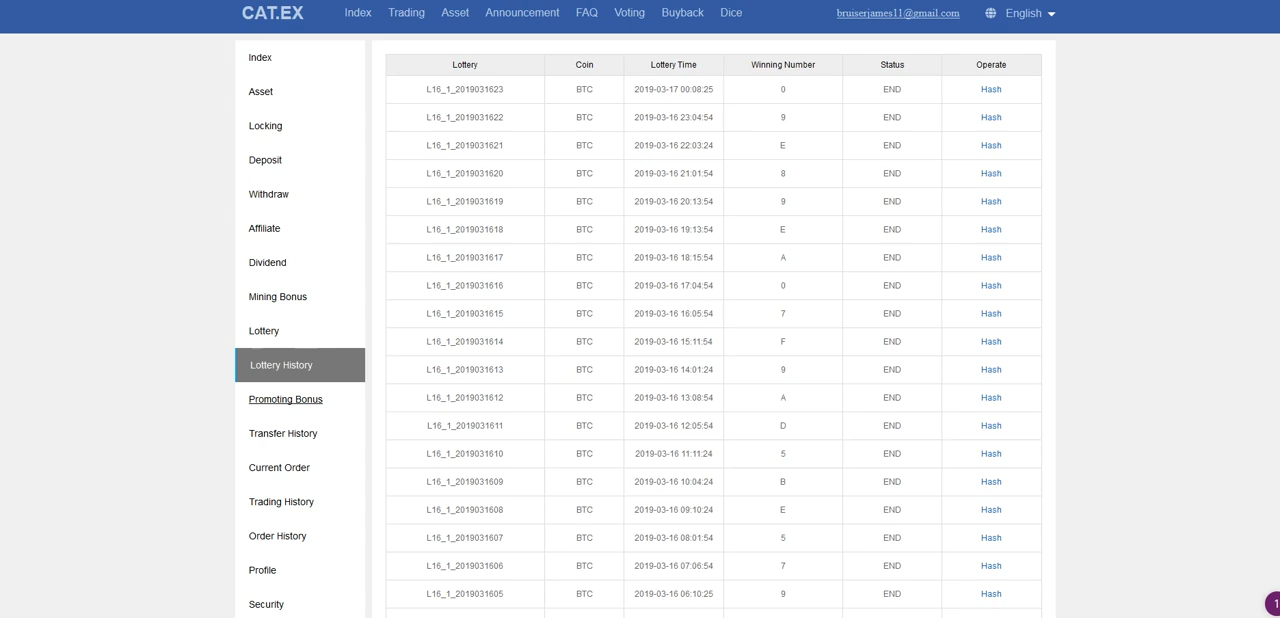 CAT.EX Index Trading Asset Announcement FAQ Voting Buyback Dice bruiserjames11@gmail.com English
Index
Asset
Locking
Deposit
Withdraw
Affiliate
Dividend
Mining Bonus
Lottery
Lottery History
Promoting Bonus
Transfer History
Current Order
Trading History
Order History
Profile
Security
Lottery Coin Lottery Time Winning Number Status Operate
L16_1_2019031623 BTC 2019-03-17 00:08:25 0 END Hash
L16_1_2019031622 BTC 2019-03-16 23:04:54 9 END Hash
L16_1_2019031621 BTC 2019-03-16 22:03:24 E END Hash
L16_1_2019031620 BTC 2019-03-16 21:01:54 8 END Hash
L16_1_2019031619 BTC 2019-03-16 20:13:54 9 END Hash
L16_1_2019031618 BTC 2019-03-16 19:13:54 E END Hash
L16_1_2019031617 BTC 2019-03-16 18:15:54 A END Hash
L16_1_2019031616 BTC 2019-03-16 17:04:54 0 END Hash
L16_1_2019031615 BTC 2019-03-16 16:05:54 7 END Hash
L16_1_2019031614 BTC 2019-03-16 15:11:54 F END Hash
L16_1_2019031613 BTC 2019-03-16 14:01:24 9 END Hash
L16_1_2019031612 BTC 2019-03-16 13:08:54 A END Hash
L16_1_2019031611 BTC 2019-03-16 12:05:54 D END Hash
L16_1_2019031610 BTC 2019-03-16 11:11:24 5 END Hash
L16_1_2019031609 BTC 2019-03-16 10:04:24 B END Hash
L16_1_2019031608 BTC 2019-03-16 09:10:24 E END Hash
L16_1_2019031607 BTC 2019-03-16 08:01:54 5 END Hash
L16_1_2019031606 BTC 2019-03-16 07:06:54 7 END Hash
L16_1_2019031605 BTC 2019-03-16 06:10:25 9 END Hash
1